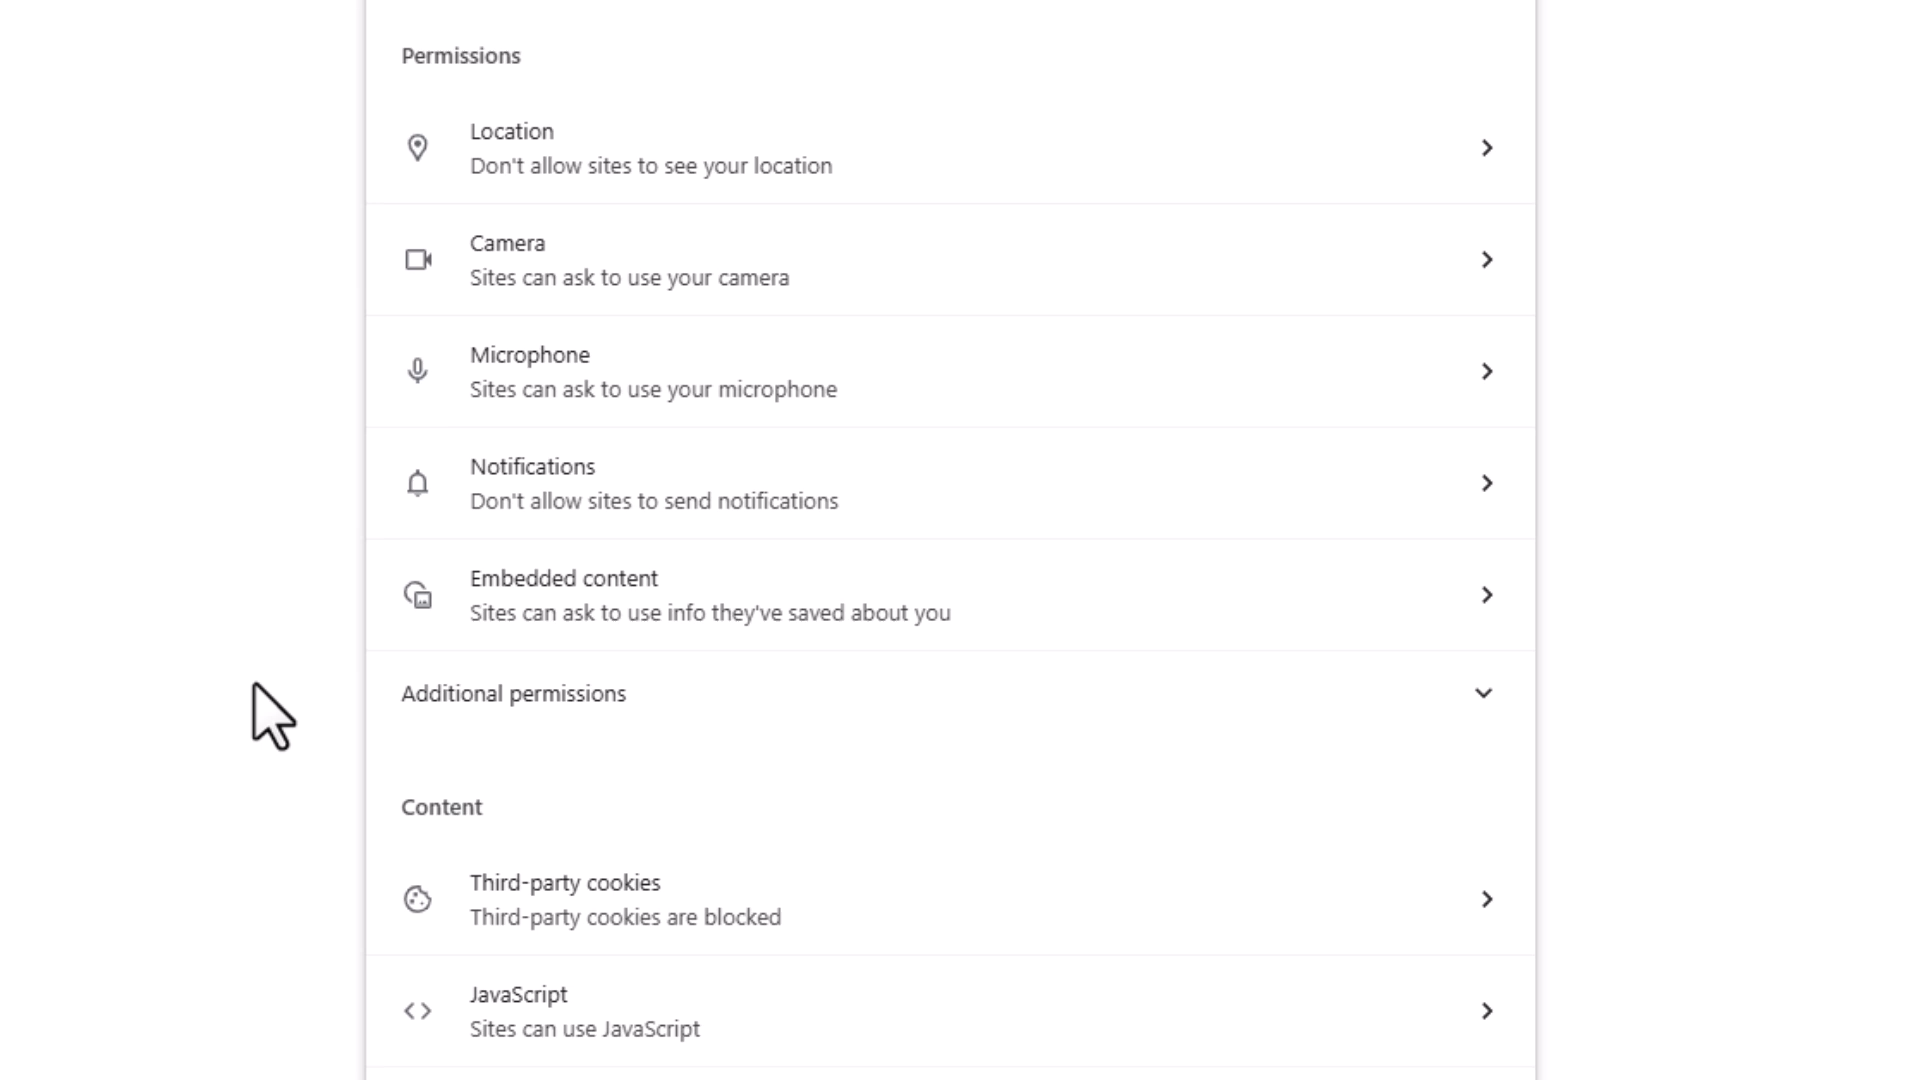 Permissions
Location
Don't allow sites to see your location
Camera
Sites can ask to use your camera
Microphone
Sites can ask to use your microphone
Notifications
Don't allow sites to send notifications
Embedded content
Sites can ask to use info they've saved about you
Additional permissions
Content
Third-party cookies
Third-party cookies are blocked
JavaScript
Sites can use JavaScript